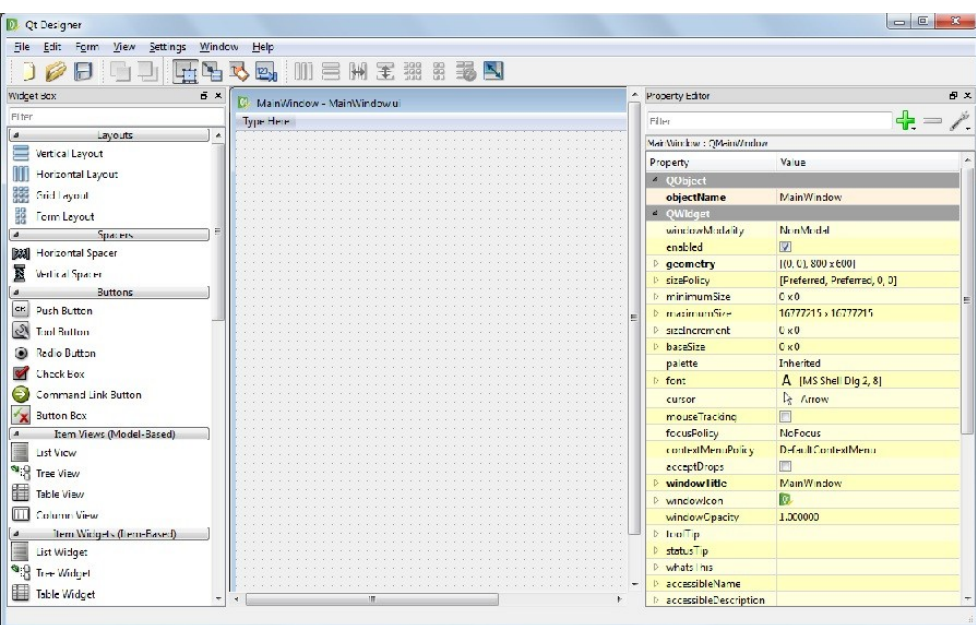 Qt Designer
File Edit Form View Settings Window Help
Widget Box
Filter
Layouts
Vertical Layout
Horizontal Layout
Grid Layout
Form Layout
Spacers
Horizontal Spacer
Vertical Spacer
Buttons
OK Push Button
Tool Button
Radio Button
Check Box
Command Link Button
Button Box
Item Views (Model-Based)
List View
Tree View
Table View
Column View
Item Widgets (Item-Based)
List Widget
Tree Widget
Table Widget
MainWindow - MainWindow.ui
Type Here
Property Editor
Filter
MainWindow : QMainWindow
Property Value
QObject
objectName MainWindow
QWidget
windowModality NonModal
enabled
geometry [(0, 0), 800 x 600]
sizePolicy [Preferred, Preferred, 0, 0]
minimumSize 0 x 0
maximumSize 16777215 x 16777215
sizeIncrement 0 x 0
baseSize 0 x 0
palette Inherited
font A [MS Shell Dlg 2, 8]
cursor Arrow
mouseTracking
focusPolicy NoFocus
contextMenuPolicy DefaultContextMenu
acceptDrops
windowTitle MainWindow
windowIcon
windowOpacity 1.000000
toolTip
statusTip
whatsThis
accessibleName
accessibleDescription